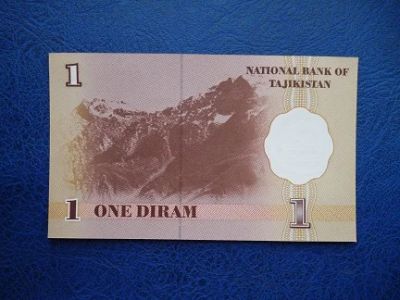 1
NATIONAL BANK OF
TAJIKISTAN
1 ONE DIRAM
1